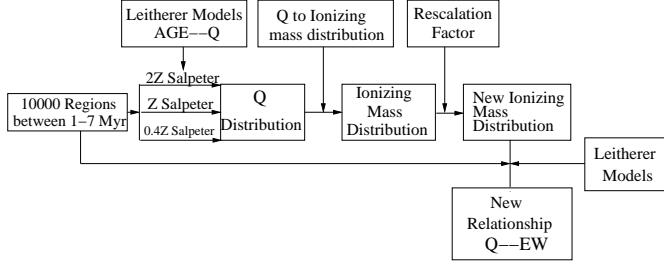 Leitherer Models
AGE––Q
Q to Ionizing
mass distribution
Rescalation
Factor
10000 Regions
between 1–7 Myr
2Z Salpeter
Z Salpeter
0.4Z Salpeter
Q
Distribution
Ionizing
Mass
Distribution
New Ionizing
Mass
Distribution
Leitherer
Models
New
Relationship
Q––EW